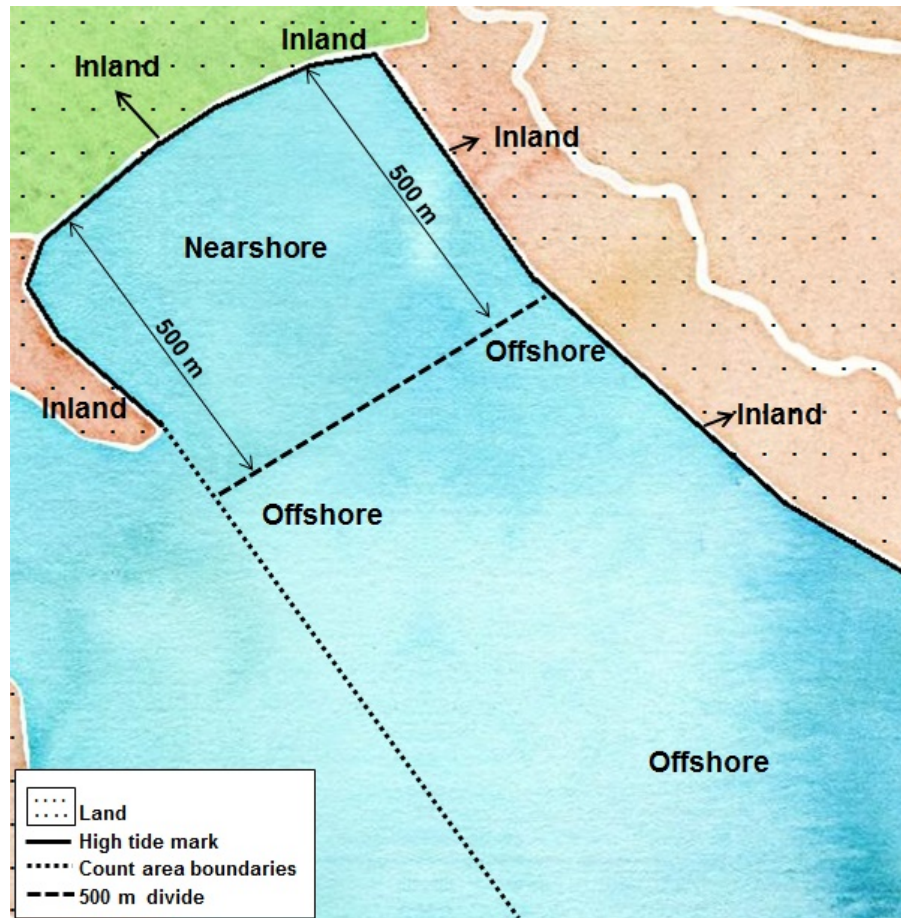 Inland
Inland
Inland
500 m
Nearshore
500 m
Offshore
Inland
Inland
Offshore
Offshore
Land
High tide mark
Count area boundaries
500 m divide